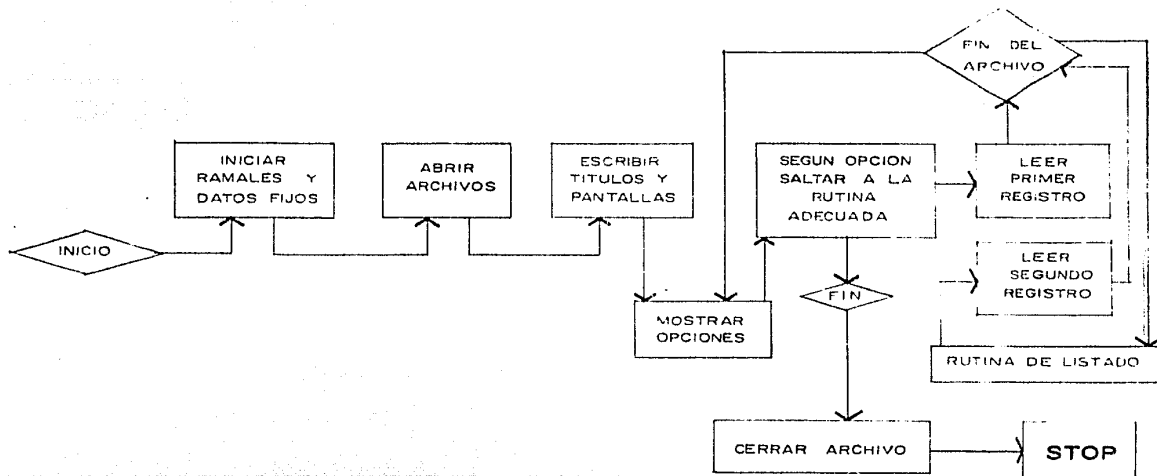 FIN DEL
ARCHIVO
INICIAR
RAMALES Y
DATOS FIJOS
ABRIR
ARCHIVOS
ESCRIBIR
TITULOS Y
PANTALLAS
SEGUN OPCION
SALTAR A LA
RUTINA
ADECUADA
LEER
PRIMER
REGISTRO
INICIO
LEER
SEGUNDO
REGISTRO
FIN
MOSTRAR
OPCIONES
RUTINA DE LISTADO
CERRAR ARCHIVO
STOP